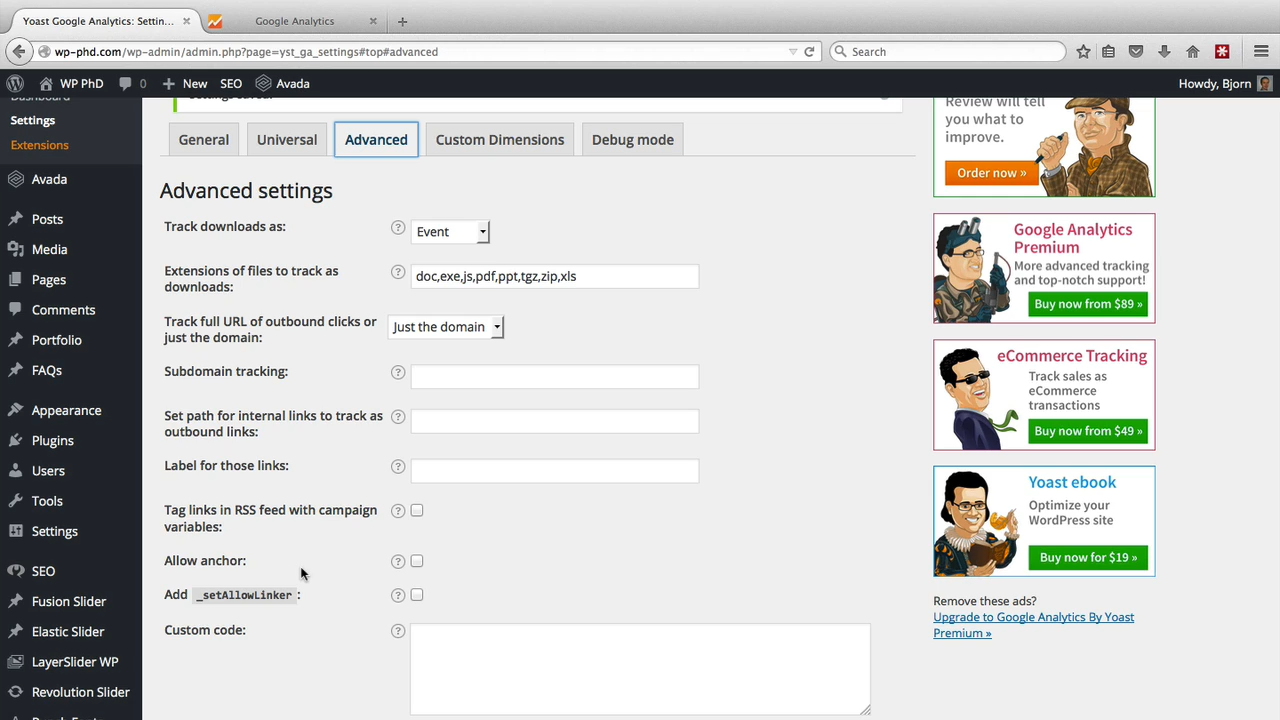 Yoast Google Analytics: Settin...
Google Analytics
wp-phd.com/wp-admin/admin.php?page=yst_ga_settings#top#advanced
Search
WP PhD
0
New
SEO
Avada
Howdy, Bjorn
Dashboard
Settings
Extensions
Avada
Posts
Media
Pages
Comments
Portfolio
FAQs
Appearance
Plugins
Users
Tools
Settings
SEO
Fusion Slider
Elastic Slider
LayerSlider WP
Revolution Slider
General
Universal
Advanced
Custom Dimensions
Debug mode
Advanced settings
Track downloads as:
?
Event
Extensions of files to track as
downloads:
?
doc,exe,js,pdf,ppt,tgz,zip,xls
Track full URL of outbound clicks or
just the domain:
Just the domain
Subdomain tracking:
?
Set path for internal links to track as
outbound links:
?
Label for those links:
?
Tag links in RSS feed with campaign
variables:
?
Allow anchor:
?
Add _setAllowLinker :
?
Custom code:
?
Review will tell
you what to
improve.
Order now »
Google Analytics
Premium
More advanced tracking
and top-notch support!
Buy now from $89 »
eCommerce Tracking
Track sales as
eCommerce
transactions
Buy now from $49 »
Yoast ebook
Optimize your
WordPress site
Buy now for $19 »
Remove these ads?
Upgrade to Google Analytics By Yoast
Premium »